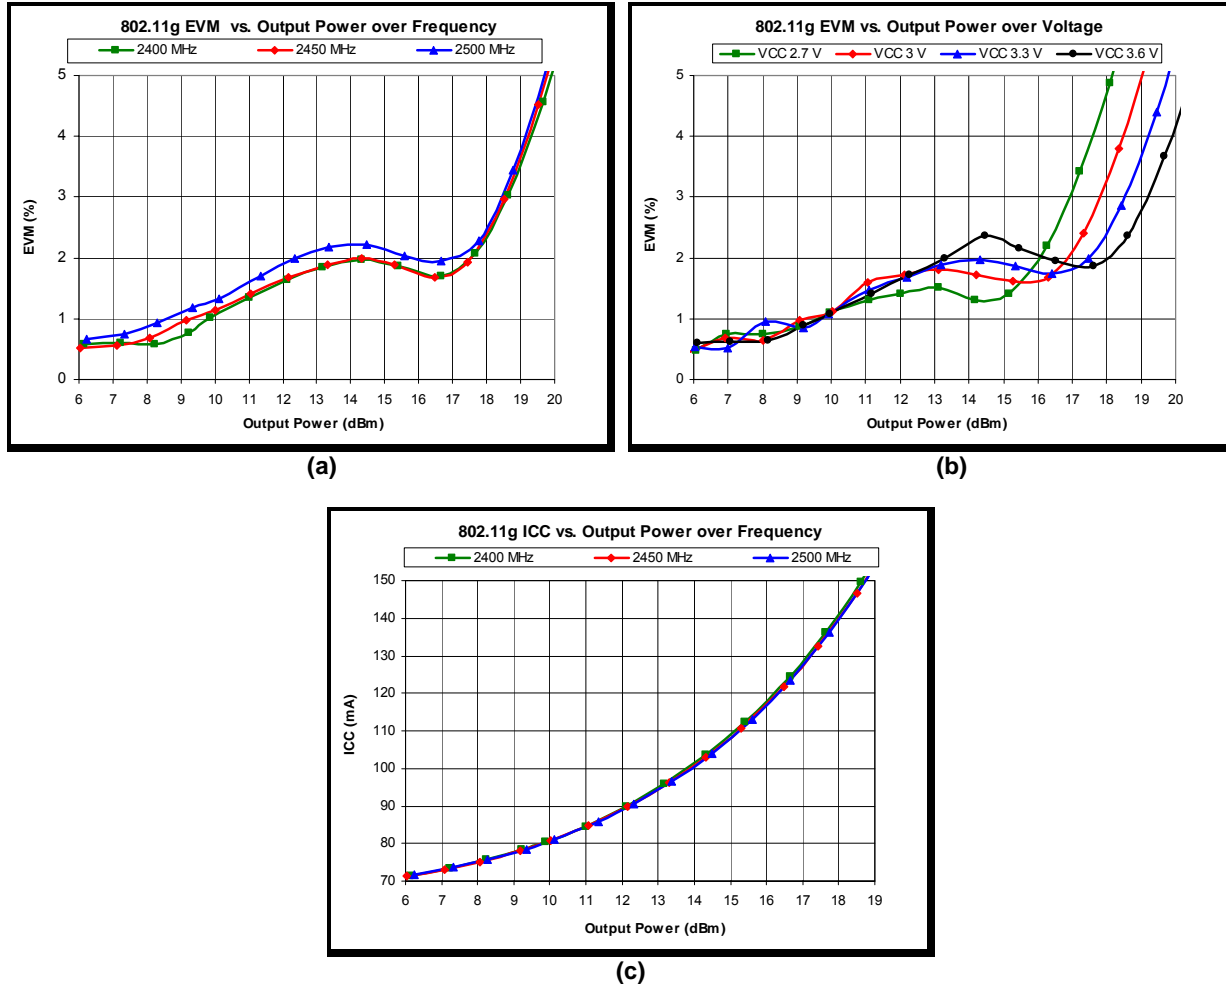 802.11g EVM vs. Output Power over Frequency
2400 MHz 2450 MHz 2500 MHz
5
4
3
2
1
0
EVM (%)
6 7 8 9 10 11 12 13 14 15 16 17 18 19 20
Output Power (dBm)
(a)
802.11g EVM vs. Output Power over Voltage
VCC 2.7 V VCC 3 V VCC 3.3 V VCC 3.6 V
5
4
3
2
1
0
EVM (%)
6 7 8 9 10 11 12 13 14 15 16 17 18 19 20
Output Power (dBm)
(b)
802.11g ICC vs. Output Power over Frequency
2400 MHz 2450 MHz 2500 MHz
150
140
130
120
110
100
90
80
70
ICC (mA)
6 7 8 9 10 11 12 13 14 15 16 17 18 19
Output Power (dBm)
(c)